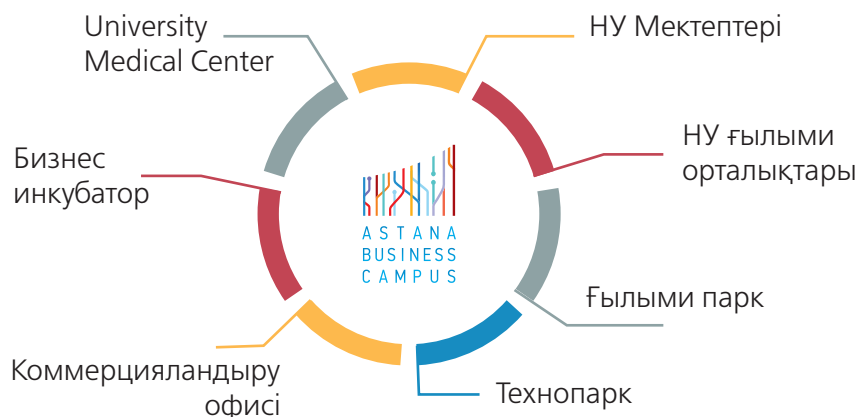 University
Medical Center
НУ Мектептері
НУ ғылыми
орталықтары
Бизнес
инкубатор
ASTANA
BUSINESS
CAMPUS
Ғылыми парк
Коммерцияландыру
офисі
Технопарк